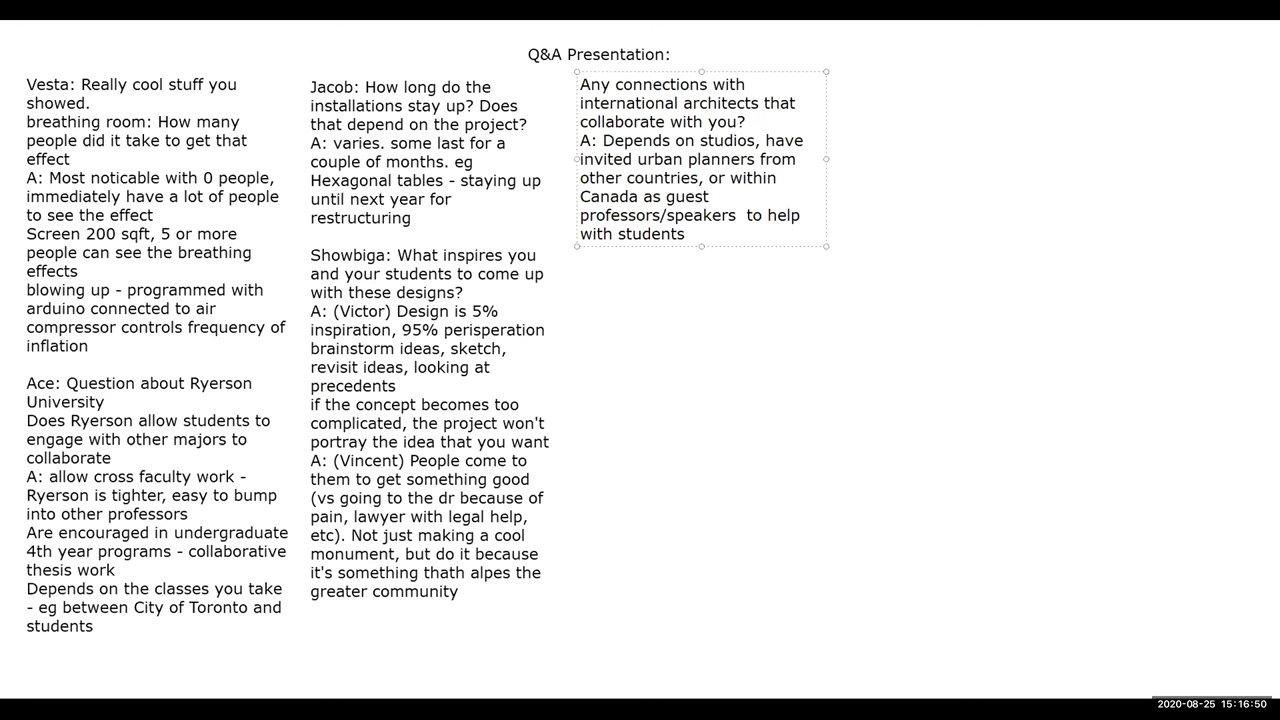 Q&A Presentation:
Vesta: Really cool stuff you
showed.
breathing room: How many
people did it take to get that
effect
A: Most noticable with 0 people,
immediately have a lot of people
to see the effect
Screen 200 sqft, 5 or more
people can see the breathing
effects
blowing up - programmed with
arduino connected to air
compressor controls frequency of
inflation
Ace: Question about Ryerson
University
Does Ryerson allow students to
engage with other majors to
collaborate
A: allow cross faculty work -
Ryerson is tighter, easy to bump
into other professors
Are encouraged in undergraduate
4th year programs - collaborative
thesis work
Depends on the classes you take
- eg between City of Toronto and
students
Jacob: How long do the
installations stay up? Does
that depend on the project?
A: varies. some last for a
couple of months. eg
Hexagonal tables - staying up
until next year for
restructuring
Showbiga: What inspires you
and your students to come up
with these designs?
A: (Victor) Design is 5%
inspiration, 95% perisperation
brainstorm ideas, sketch,
revisit ideas, looking at
precedents
if the concept becomes too
complicated, the project won't
portray the idea that you want
A: (Vincent) People come to
them to get something good
(vs going to the dr because of
pain, lawyer with legal help,
etc). Not just making a cool
monument, but do it because
it's something thath alpes the
greater community
Any connections with
international architects that
collaborate with you?
A: Depends on studios, have
invited urban planners from
other countries, or within
Canada as guest
professors/speakers  to help
with students
2020-08-25 15:16:50